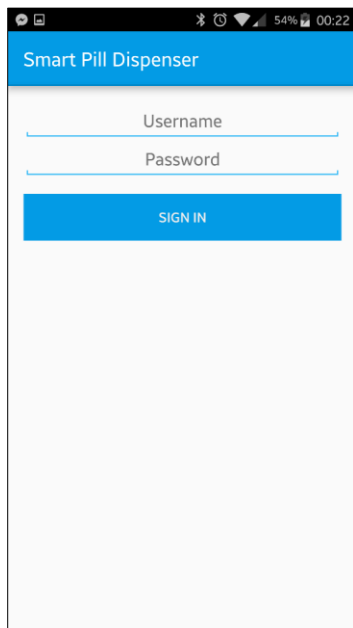 54% 00:22
Smart Pill Dispenser
Username
Password
SIGN IN